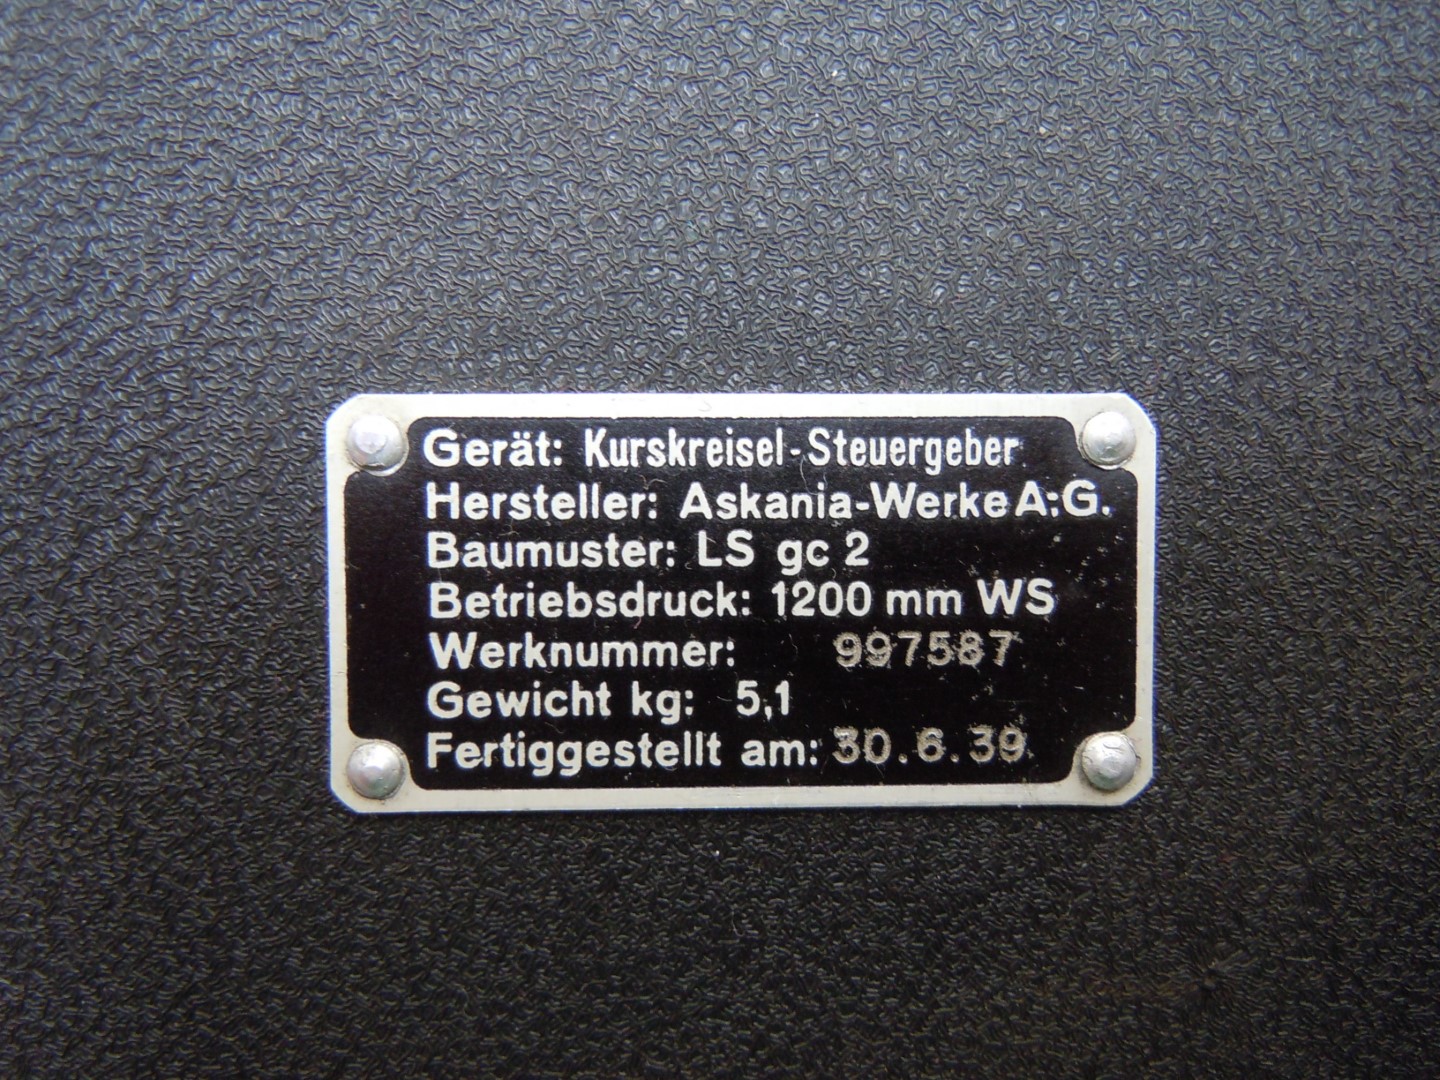 Gerät: Kurskreisel-Steuergeber
Hersteller: Askania-Werke A:G.
Baumuster: LS gc 2
Betriebsdruck: 1200 mm WS
Werknummer: 997587
Gewicht kg: 5,1
Fertiggestellt am: 30.6.39